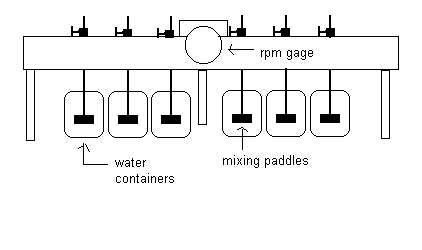 rpm gage
mixing paddles
water
containers